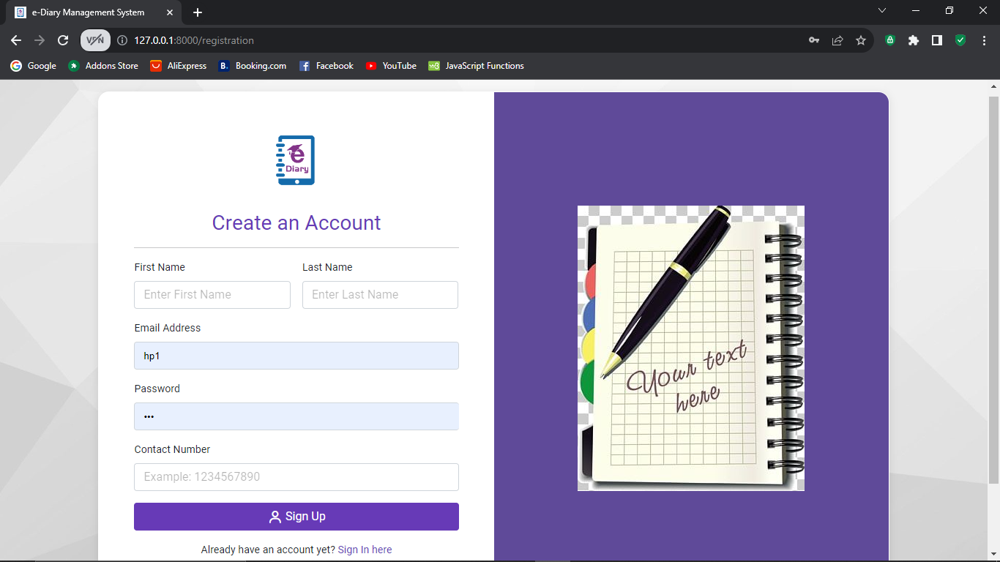 e-Diary Management System
VPN
127.0.0.1:8000/registration
Google
Addons Store
AliExpress
B.
Booking.com
Facebook
YouTube
JavaScript Functions
e
Diary
Create an Account
First Name
Last Name
Enter First Name
Enter Last Name
Email Address
hp1
Password
•••
Contact Number
Example: 1234567890
Sign Up
Already have an account yet? Sign In here
Your text
here